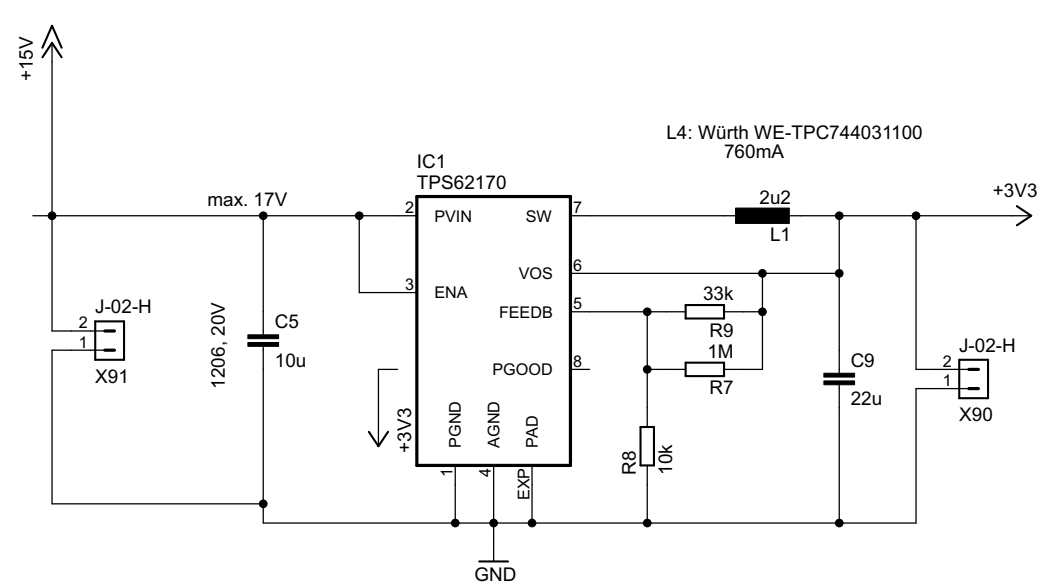 +15V
L4: Würth WE-TPC744031100
760mA
IC1
TPS62170
max. 17V
2u2
+3V3
2
PVIN
SW
7
L1
VOS
6
3
ENA
33k
FEEDB
5
J-02-H
R9
2
C5
1M
C9
J-02-H
1
10u
PGOOD
8
2
X91
1206, 20V
R7
22u
1
+3V3
PGND
AGND
PAD
X90
R8
10k
1
4
EXP
GND